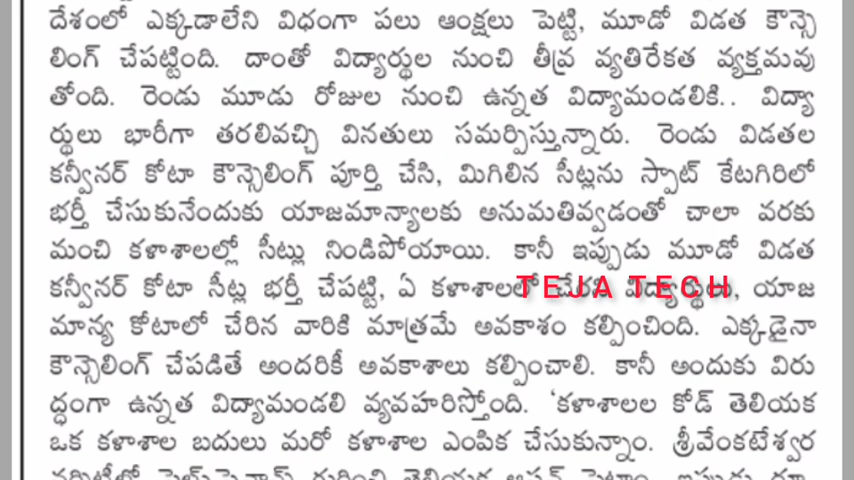 దేశంలో ఎక్కడాలేని విధంగా పలు ఆంక్షలు పెట్టి, మూడో విడత కౌన్సె
లింగ్ చేపట్టింది. దాంతో విద్యార్థుల నుంచి తీవ్ర వ్యతిరేకత వ్యక్తమవు
తోంది. రెండు మూడు రోజుల నుంచి ఉన్నత విద్యామండలికి.. విద్యా
ర్థులు భారీగా తరలివచ్చి వినతులు సమర్పిస్తున్నారు. రెండు విడతల
కన్వీనర్ కోటా కౌన్సెలింగ్ పూర్తి చేసి, మిగిలిన సీట్లను స్పాట్ కేటగిరిలో
భర్తీ చేసుకునేందుకు యాజమాన్యాలకు అనుమతివ్వడంతో చాలా వరకు
మంచి కళాశాలల్లో సీట్లు నిండిపోయాయి. కానీ ఇప్పుడు మూడో విడత
కన్వీనర్ కోటా సీట్ల భర్తీ చేపట్టి, ఏ కళాశాలలో చేరని విద్యార్థులు, యాజ
TEJA TECH
మాన్య కోటాలో చేరిన వారికి మాత్రమే అవకాశం కల్పించింది. ఎక్కడైనా
కౌన్సెలింగ్ చేపడితే అందరికీ అవకాశాలు కల్పించాలి. కానీ అందుకు విరు
ద్ధంగా ఉన్నత విద్యామండలి వ్యవహరిస్తోంది. ‘కళాశాలల కోడ్ తెలియక
ఒక కళాశాల బదులు మరో కళాశాల ఎంపిక చేసుకున్నాం. శ్రీవేంకటేశ్వర